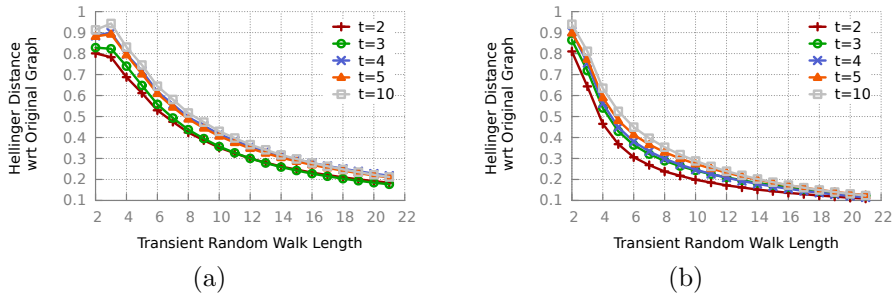 Hellinger Distance
wrt Original Graph
1
0.9
0.8
0.7
0.6
0.5
0.4
0.3
0.2
0.1
2 4 6 8 10 12 14 16 18 20 22
Transient Random Walk Length
t=2
t=3
t=4
t=5
t=10
(a)
Hellinger Distance
wrt Original Graph
1
0.9
0.8
0.7
0.6
0.5
0.4
0.3
0.2
0.1
2 4 6 8 10 12 14 16 18 20 22
Transient Random Walk Length
t=2
t=3
t=4
t=5
t=10
(b)